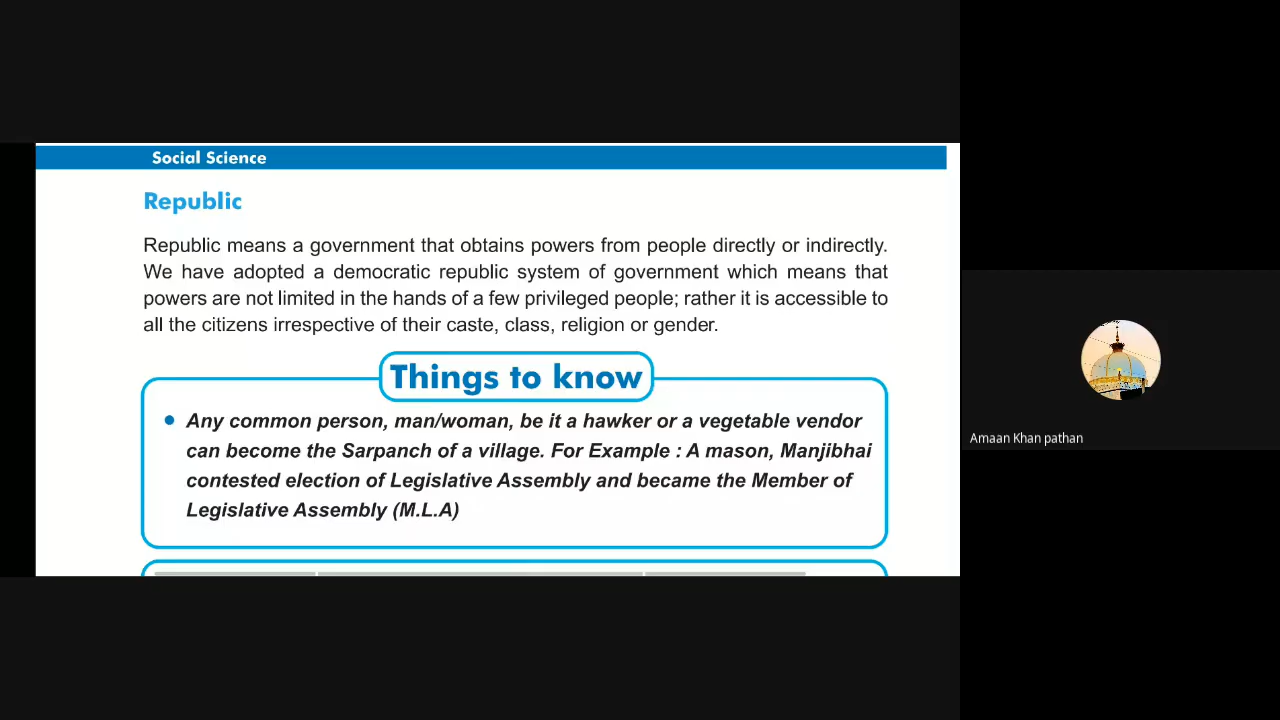 Social Science
Republic
Republic means a government that obtains powers from people directly or indirectly.
We have adopted a democratic republic system of government which means that
powers are not limited in the hands of a few privileged people; rather it is accessible to
all the citizens irrespective of their caste, class, religion or gender.
Things to know
• Any common person, man/woman, be it a hawker or a vegetable vendor
can become the Sarpanch of a village. For Example : A mason, Manjibhai
contested election of Legislative Assembly and became the Member of
Legislative Assembly (M.L.A)
Amaan Khan pathan